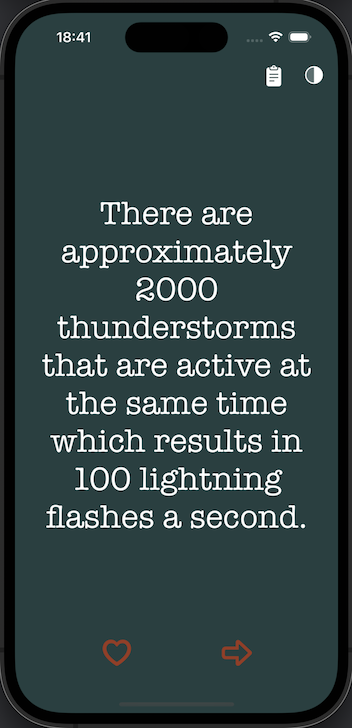 18:41
There are
approximately
2000
thunderstorms
that are active at
the same time
which results in
100 lightning
flashes a second.